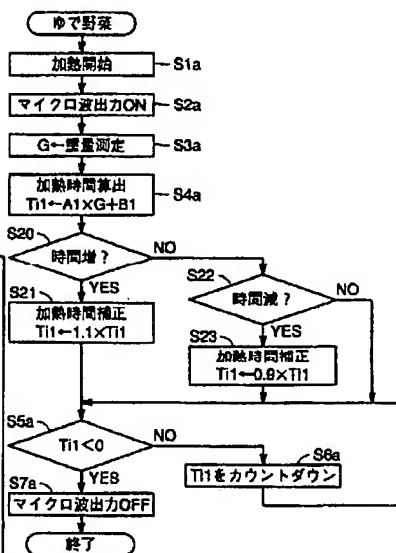 ゆで野菜
加熱開始
S1a
マイクロ波出力ON
S2a
G←重量測定
S3a
加熱時間算出
Ti1←A1×G+B1
S4a
S20
時間増？
NO
YES
S21
加熱時間補正
Ti1←1.1×Ti1
S22
時間減？
NO
YES
S23
加熱時間補正
Ti1←0.9×Ti1
S5a
Ti1<0
NO
YES
S6a
Ti1をカウントダウン
S7a
マイクロ波出力OFF
終了